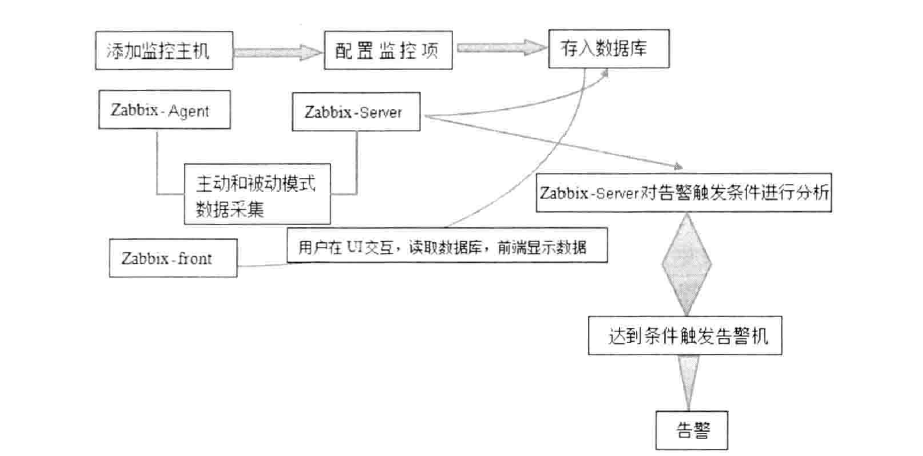 添加监控主机
配置监控项
存入数据库
Zabbix-Agent
Zabbix-Server
主动和被动模式
数据采集
Zabbix-Server对告警触发条件进行分析
用户在UI交互，读取数据库，前端显示数据
Zabbix-front
达到条件触发告警机
告警